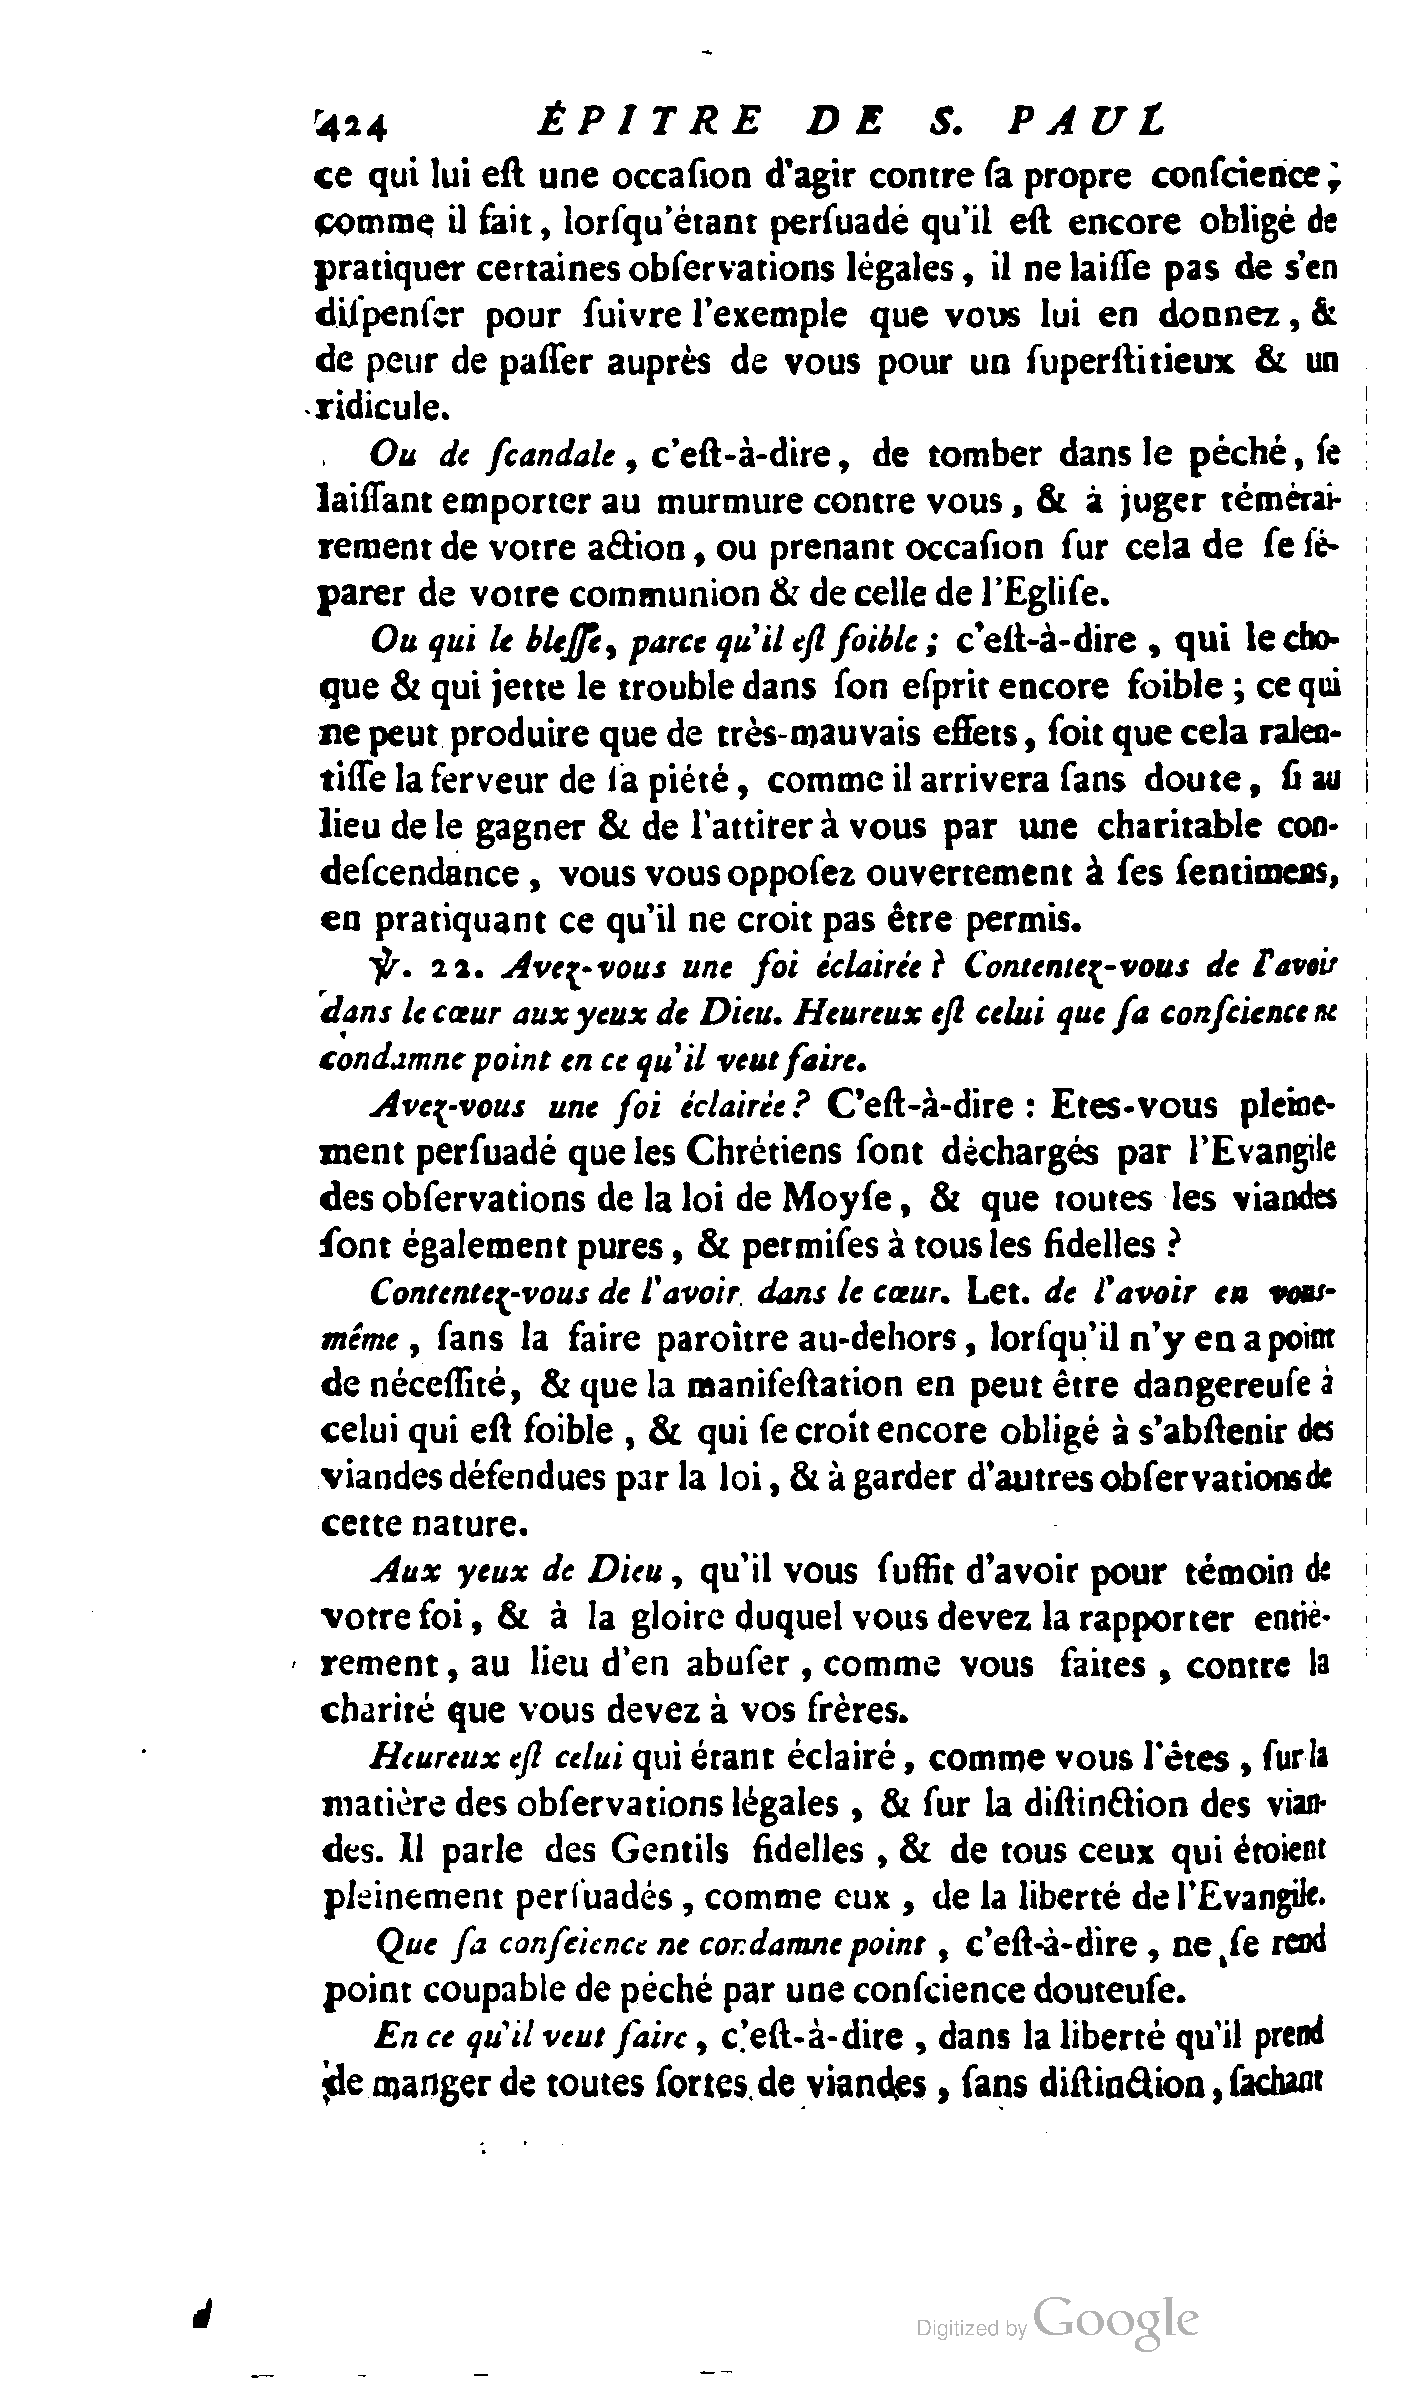 424 ÉPITRE DE S. PAUL
ce qui lui eſt une occaſion d'agir contre ſa propre conſcience ;
comme il fait, lorſqu'étant perſuadé qu'il eſt encore obligé de
pratiquer certaines obſervations légales, il ne laiſſe pas de s'en
diſpenſer pour ſuivre l'exemple que vous lui en donnez, &
de peur de paſſer auprès de vous pour un ſuperſtitieux & un
ridicule.
Ou de ſcandale, c'eſt-à-dire, de tomber dans le péché, ſe
laiſſant emporter au murmure contre vous, & à juger témérai-
rement de votre action, ou prenant occaſion ſur cela de ſe ſé-
parer de votre communion & de celle de l'Egliſe.
Ou qui le bleſſe, parce qu'il eſt foible ; c'eſt-à-dire, qui le cho-
que & qui jette le trouble dans ſon eſprit encore foible ; ce qui
ne peut produire que de très-mauvais effets, ſoit que cela ralen-
tiſſe la ferveur de ſa piété, comme il arrivera ſans doute, ſi au
lieu de le gagner & de l'attirer à vous par une charitable con-
deſcendance, vous vous oppoſez ouvertement à ſes ſentimens,
en pratiquant ce qu'il ne croit pas être permis.
℣. 22. Avez-vous une foi éclairée ? Contentez-vous de l'avoir
dans le cœur aux yeux de Dieu. Heureux eſt celui que ſa conſcience ne
condamne point en ce qu'il veut faire.
Avez-vous une foi éclairée ? C'eſt-à-dire : Etes-vous pleine-
ment perſuadé que les Chrétiens ſont déchargés par l'Evangile
des obſervations de la loi de Moyſe, & que toutes les viandes
ſont également pures, & permiſes à tous les fidelles ?
Contentez-vous de l'avoir dans le cœur. Let. de l'avoir en vous-
même, ſans la faire paroître au-dehors, lorſqu'il n'y en a point
de néceſſité, & que la manifeſtation en peut être dangereuſe à
celui qui eſt foible, & qui ſe croit encore obligé à s'abſtenir des
viandes défendues par la loi, & à garder d'autres obſervations de
cette nature.
Aux yeux de Dieu, qu'il vous ſuffit d'avoir pour témoin de
votre foi, & à la gloire duquel vous devez la rapporter entié-
rement, au lieu d'en abuſer, comme vous faites, contre la
charité que vous devez à vos frères.
Heureux eſt celui qui étant éclairé, comme vous l'êtes, ſur la
matière des obſervations légales, & ſur la diſtinction des vian-
des. Il parle des Gentils fidelles, & de tous ceux qui étoient
pleinement perſuadés, comme eux, de la liberté de l'Evangile.
Que ſa conſcience ne condamne point, c'eſt-à-dire, ne ſe rend
point coupable de péché par une conſcience douteuſe.
En ce qu'il veut faire, c'eſt-à-dire, dans la liberté qu'il prend
de manger de toutes ſortes de viandes, ſans diſtinction, ſachant
Digitized by Google